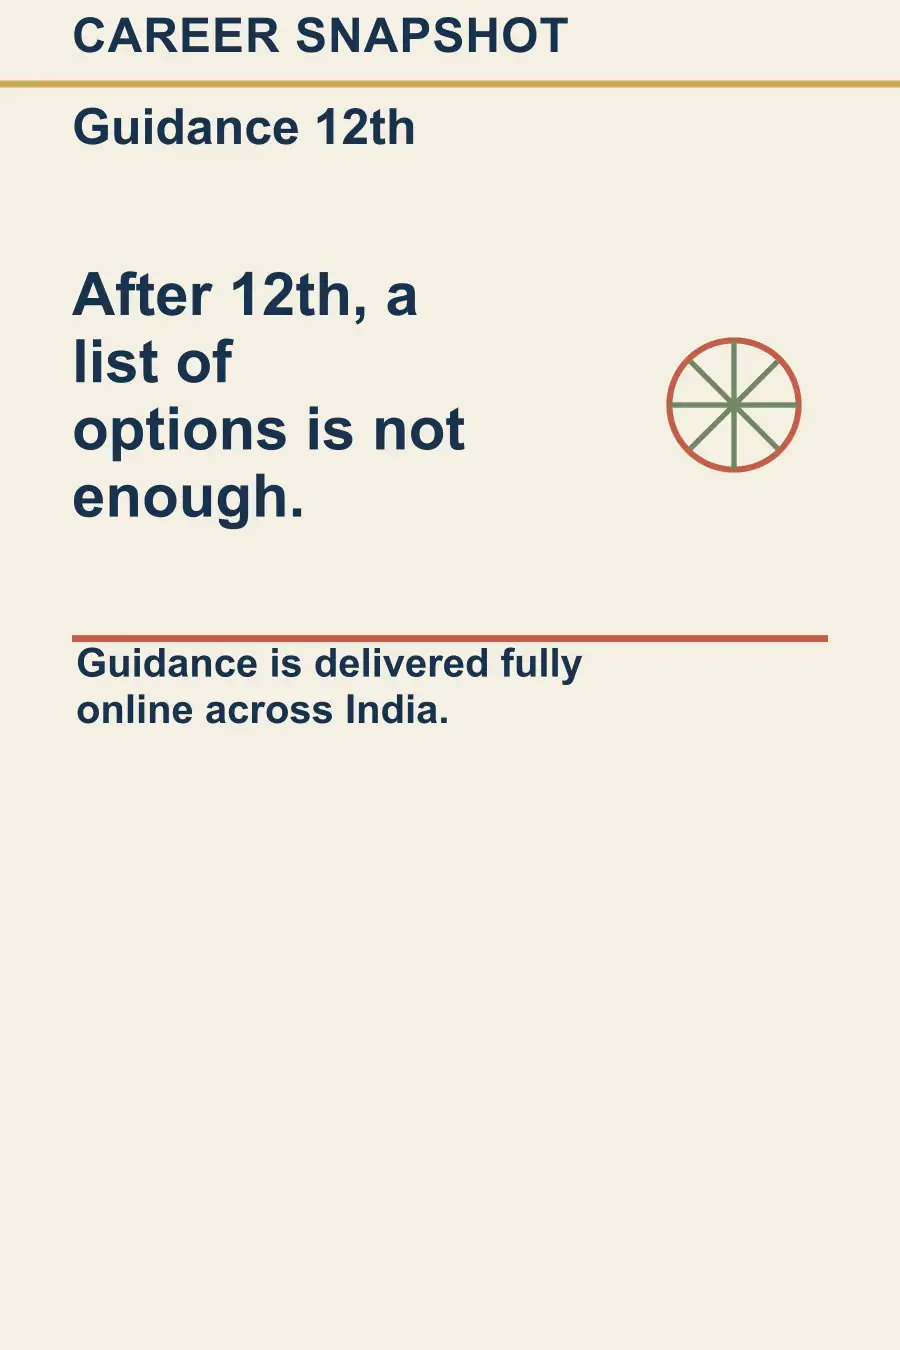 CAREER SNAPSHOT
Guidance 12th
After 12th, a
list of
options is not
enough.
Guidance is delivered fully
online across India.